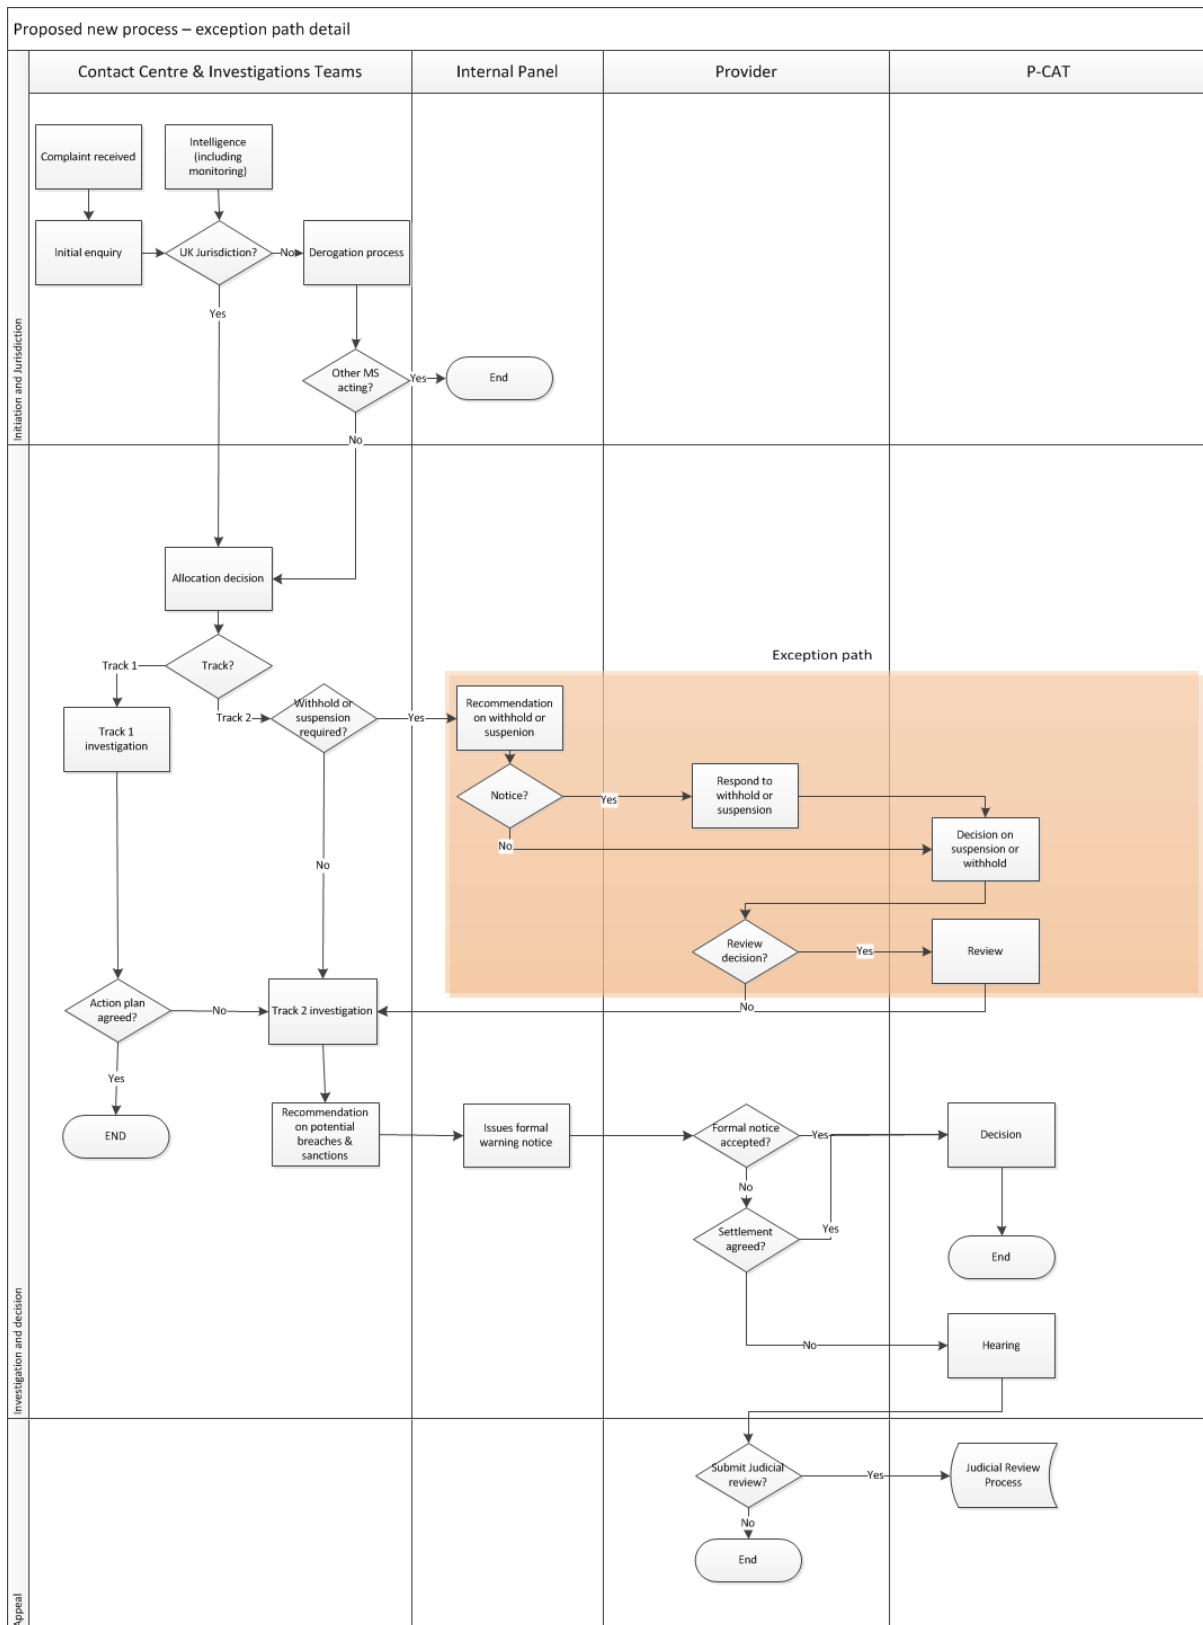 Proposed new process – exception path detail
Contact Centre & Investigations Teams
Internal Panel
Provider
P-CAT
Initiation and Jurisdiction
Complaint received
Intelligence
(including
monitoring)
Initial enquiry
UK Jurisdiction?
No
Derogation process
Yes
Other MS
acting?
Yes
End
No
Investigation and decision
Allocation decision
Track?
Track 1
Track 2
Track 1
investigation
Withhold or
suspension
required?
Yes
No
Exception path
Recommendation
on withhold or
suspenion
Notice?
Yes
No
Respond to
withhold or
suspension
Decision on
suspension or
withhold
Review
decision?
Yes
Review
No
Action plan
agreed?
No
Track 2 investigation
Yes
END
Recommendation
on potential
breaches &
sanctions
Issues formal
warning notice
Formal notice
accepted?
Yes
Decision
No
Settlement
agreed?
Yes
End
No
Hearing
Appeal
Submit Judicial
review?
Yes
Judicial Review
Process
No
End